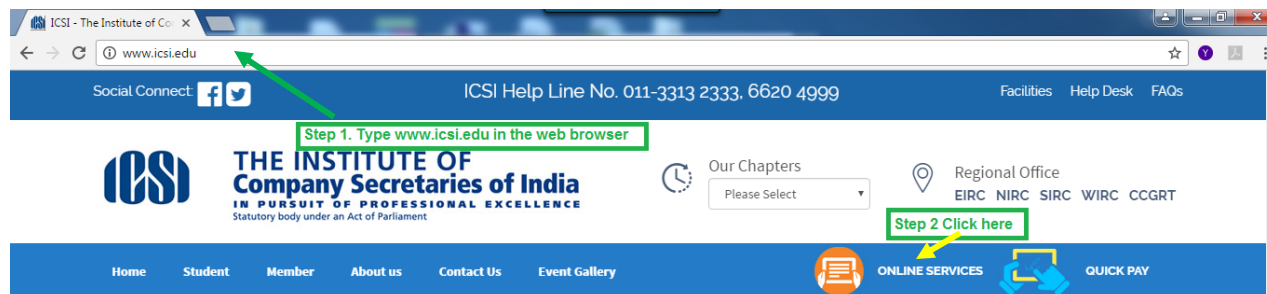 ICSI - The Institute of Co
www.icsi.edu
Social Connect:
ICSI Help Line No. 011-3313 2333, 6620 4999
Facilities Help Desk FAQs
Step 1. Type www.icsi.edu in the web browser
ICSI
THE INSTITUTE OF
Company Secretaries of India
IN PURSUIT OF PROFESSIONAL EXCELLENCE
Statutory body under an Act of Parliament
Our Chapters
Please Select
Regional Office
EIRC NIRC SIRC WIRC CCGRT
Step 2 Click here
Home Student Member About us Contact Us Event Gallery ONLINE SERVICES QUICK PAY